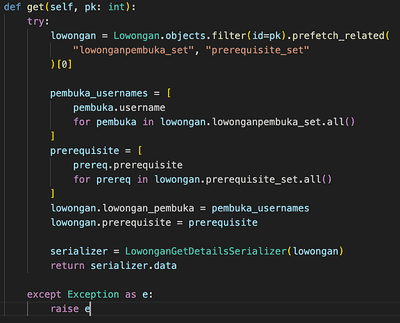 def get(self, pk: int):
    try:
        lowongan = Lowongan.objects.filter(id=pk).prefetch_related(
            "lowonganpembuka_set", "prerequisite_set"
        )[0]

        pembuka_usernames = [
            pembuka.username
            for pembuka in lowongan.lowonganpembuka_set.all()
        ]
        prerequisite = [
            prereq.prerequisite
            for prereq in lowongan.prerequisite_set.all()
        ]
        lowongan.lowongan_pembuka = pembuka_usernames
        lowongan.prerequisite = prerequisite

        serializer = LowonganGetDetailsSerializer(lowongan)
        return serializer.data

    except Exception as e:
        raise e